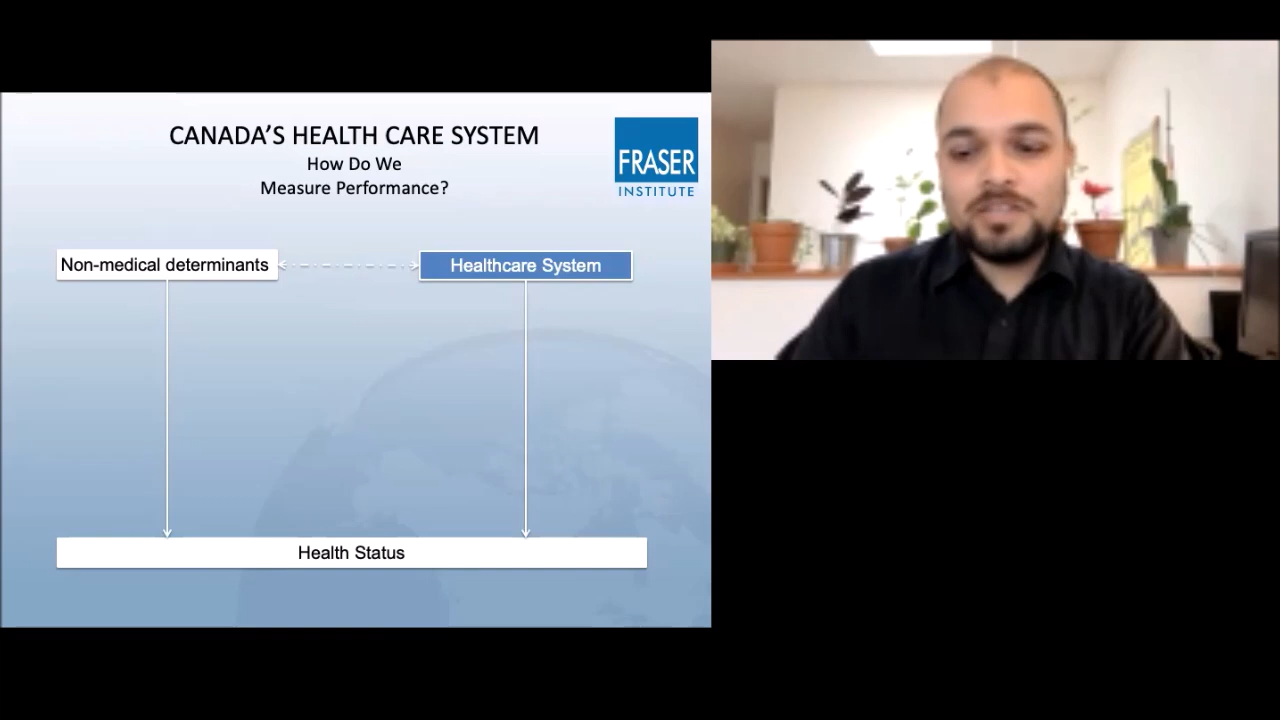 CANADA'S HEALTH CARE SYSTEM
How Do We
Measure Performance?
FRASER
INSTITUTE
Non-medical determinants
Healthcare System
Health Status